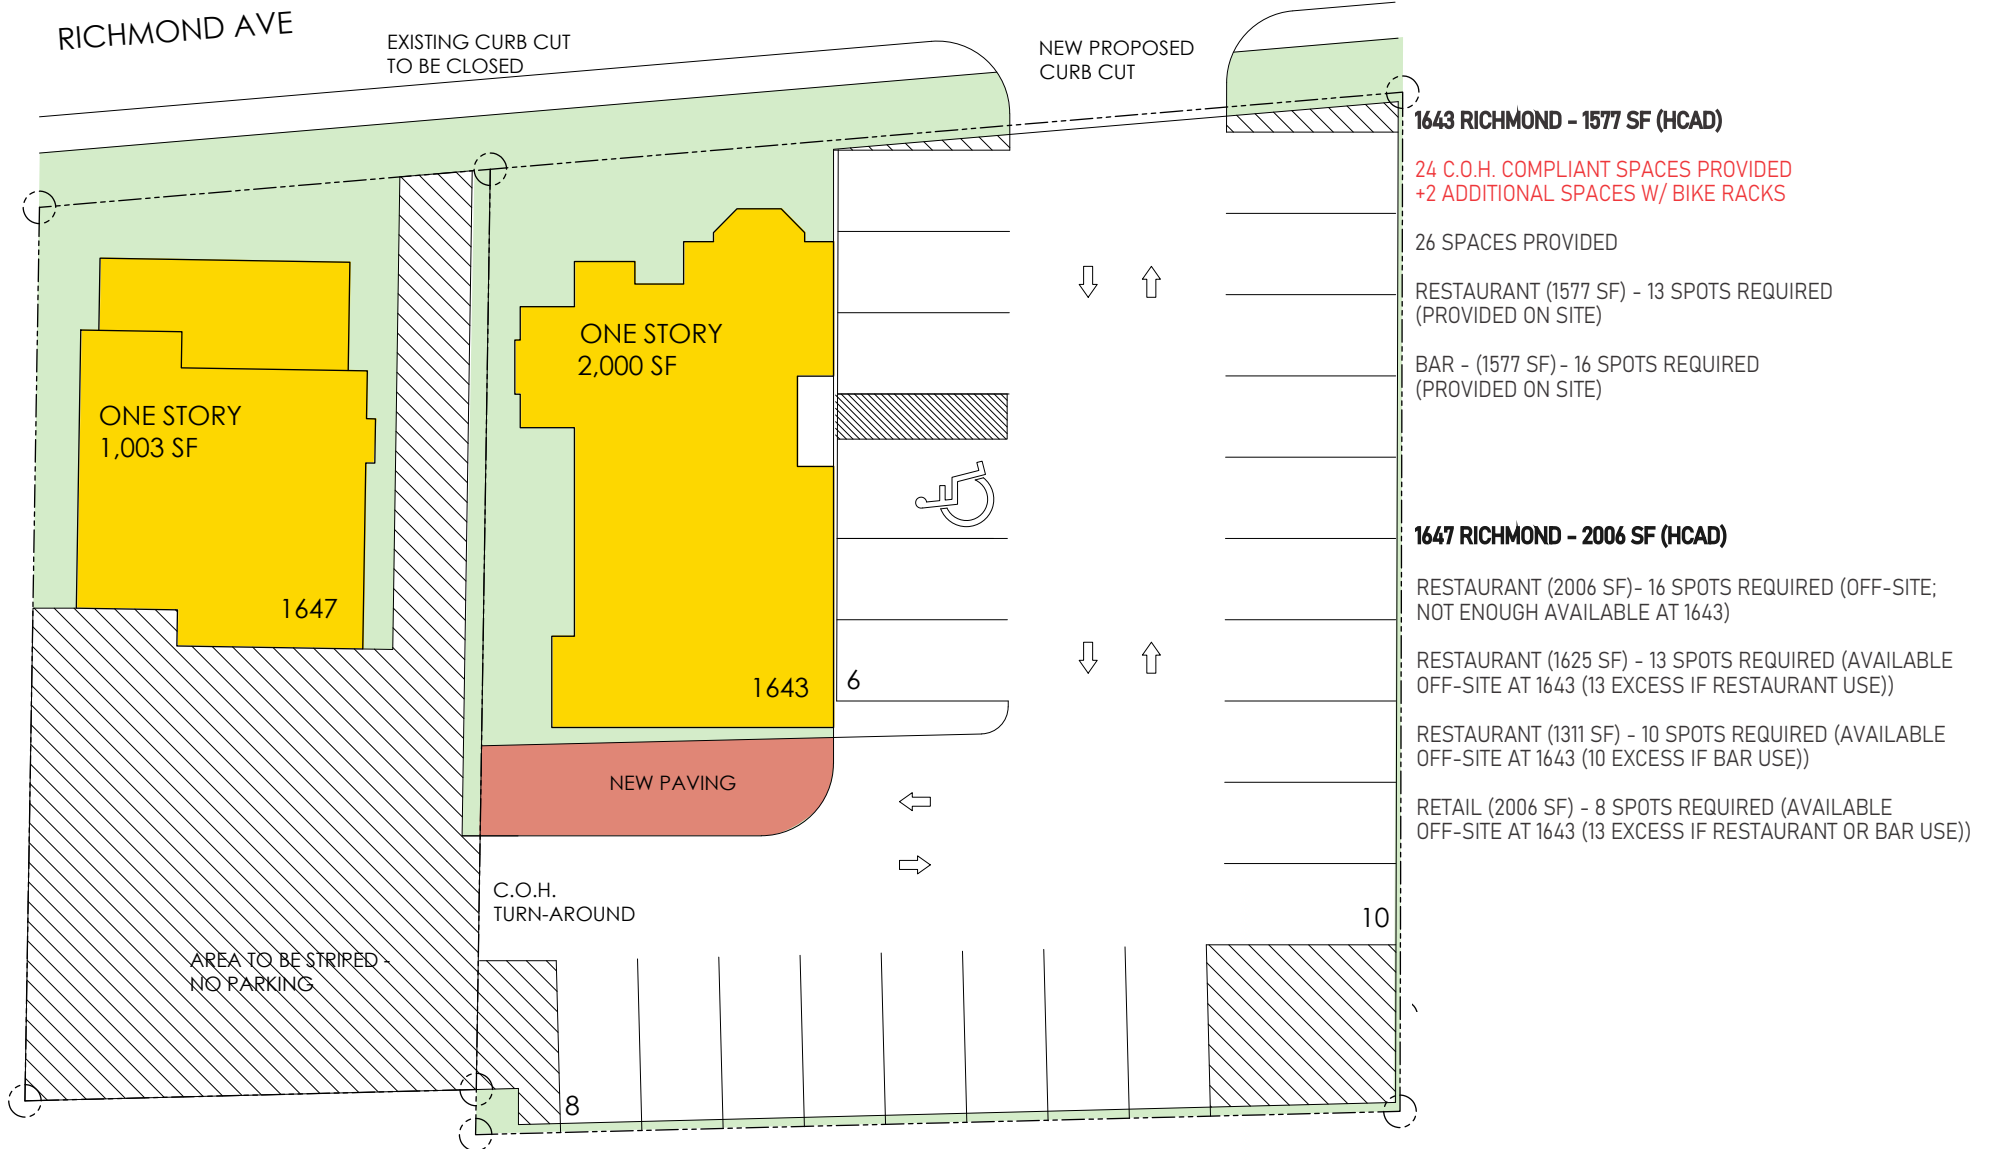 RICHMOND AVE
EXISTING CURB CUT
TO BE CLOSED
NEW PROPOSED
CURB CUT
ONE STORY
1,003 SF
1647
ONE STORY
2,000 SF
1643
6
NEW PAVING
C.O.H.
TURN-AROUND
AREA TO BE STRIPED -
NO PARKING
8
10
1643 RICHMOND - 1577 SF (HCAD)
24 C.O.H. COMPLIANT SPACES PROVIDED
+2 ADDITIONAL SPACES W/ BIKE RACKS
26 SPACES PROVIDED
RESTAURANT (1577 SF) - 13 SPOTS REQUIRED
(PROVIDED ON SITE)
BAR - (1577 SF) - 16 SPOTS REQUIRED
(PROVIDED ON SITE)
1647 RICHMOND - 2006 SF (HCAD)
RESTAURANT (2006 SF)- 16 SPOTS REQUIRED (OFF-SITE;
NOT ENOUGH AVAILABLE AT 1643)
RESTAURANT (1625 SF) - 13 SPOTS REQUIRED (AVAILABLE
OFF-SITE AT 1643 (13 EXCESS IF RESTAURANT USE))
RESTAURANT (1311 SF) - 10 SPOTS REQUIRED (AVAILABLE
OFF-SITE AT 1643 (10 EXCESS IF BAR USE))
RETAIL (2006 SF) - 8 SPOTS REQUIRED (AVAILABLE
OFF-SITE AT 1643 (13 EXCESS IF RESTAURANT OR BAR USE))